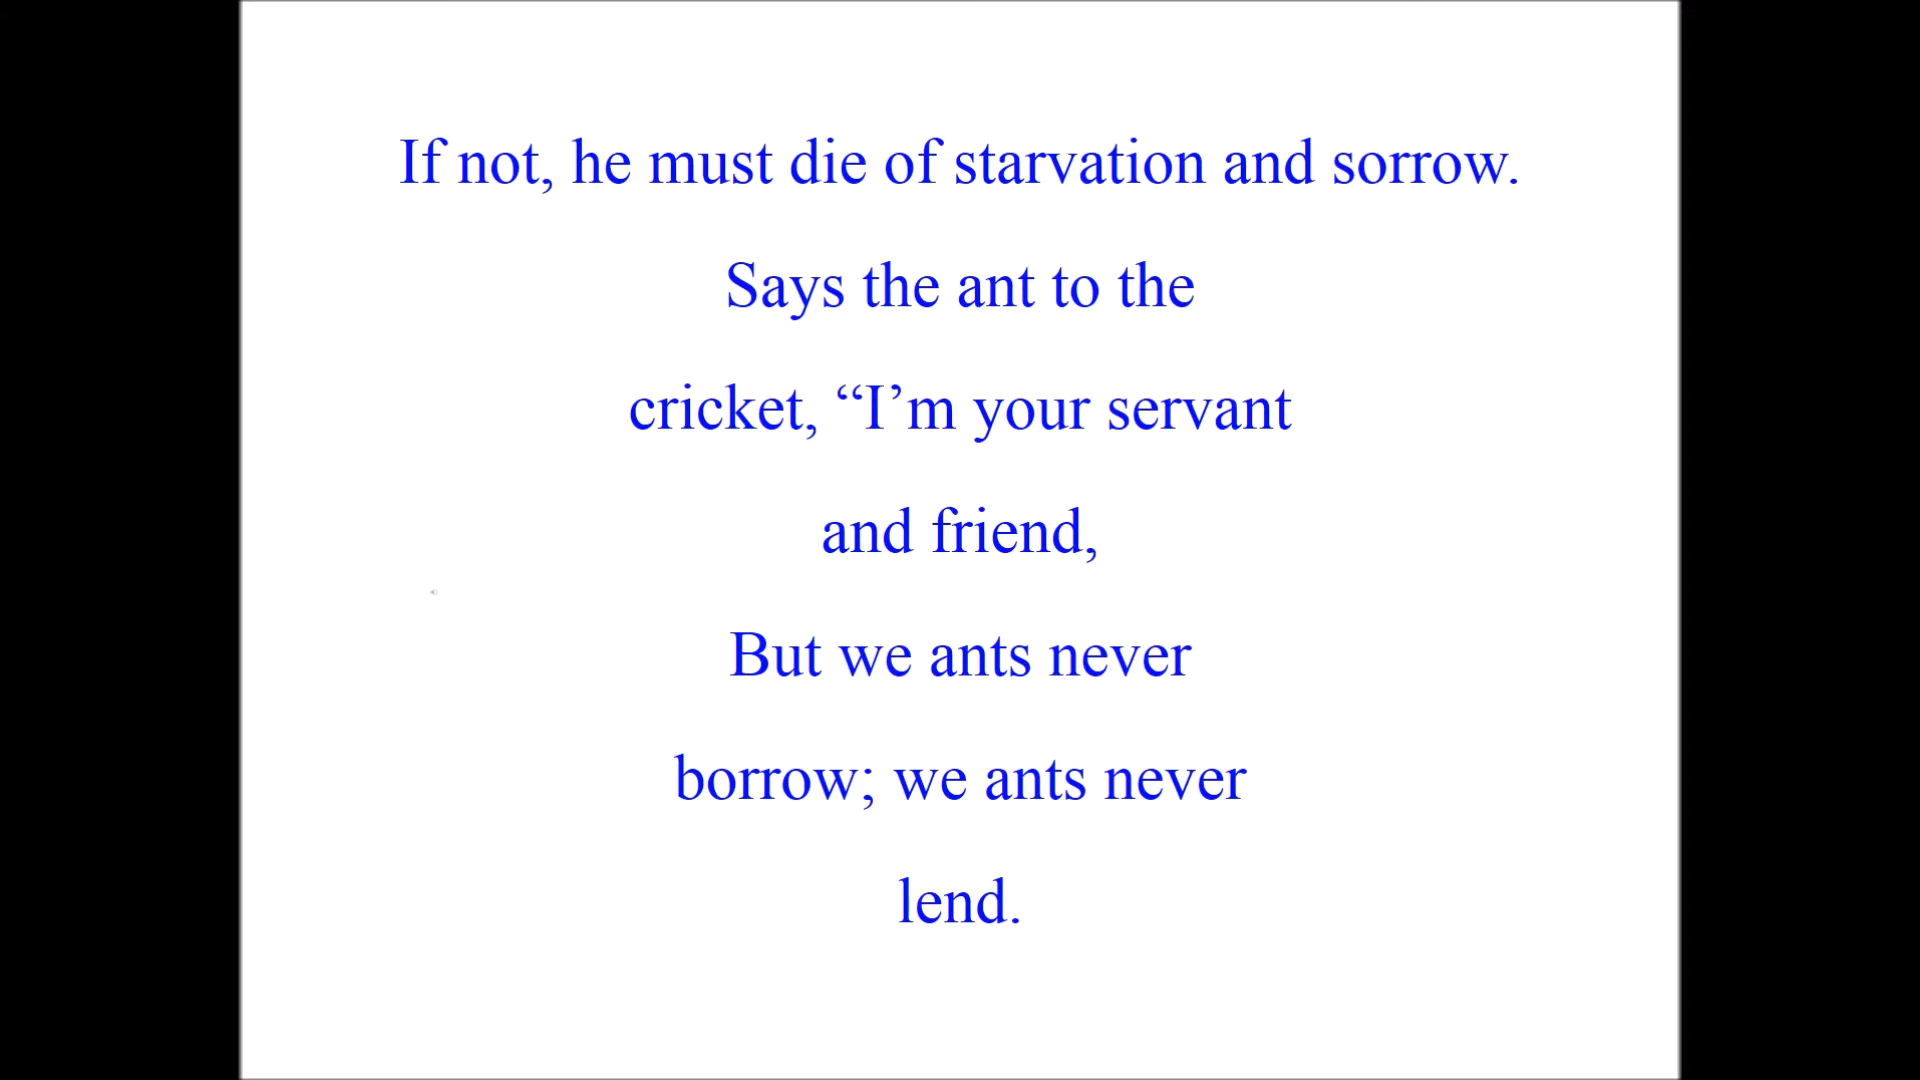 If not, he must die of starvation and sorrow.
Says the ant to the
cricket, “I’m your servant
and friend,
But we ants never
borrow; we ants never
lend.